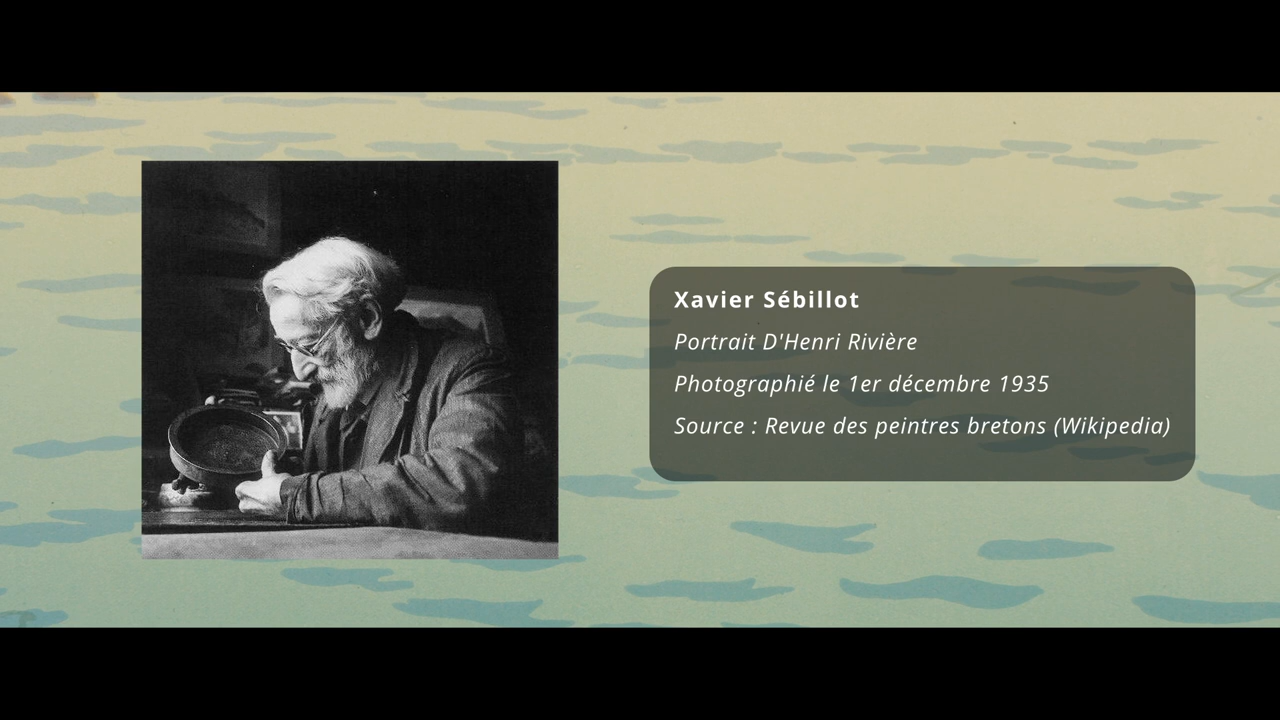 Xavier Sébillot
Portrait D'Henri Rivière
Photographié le 1er décembre 1935
Source : Revue des peintres bretons (Wikipedia)